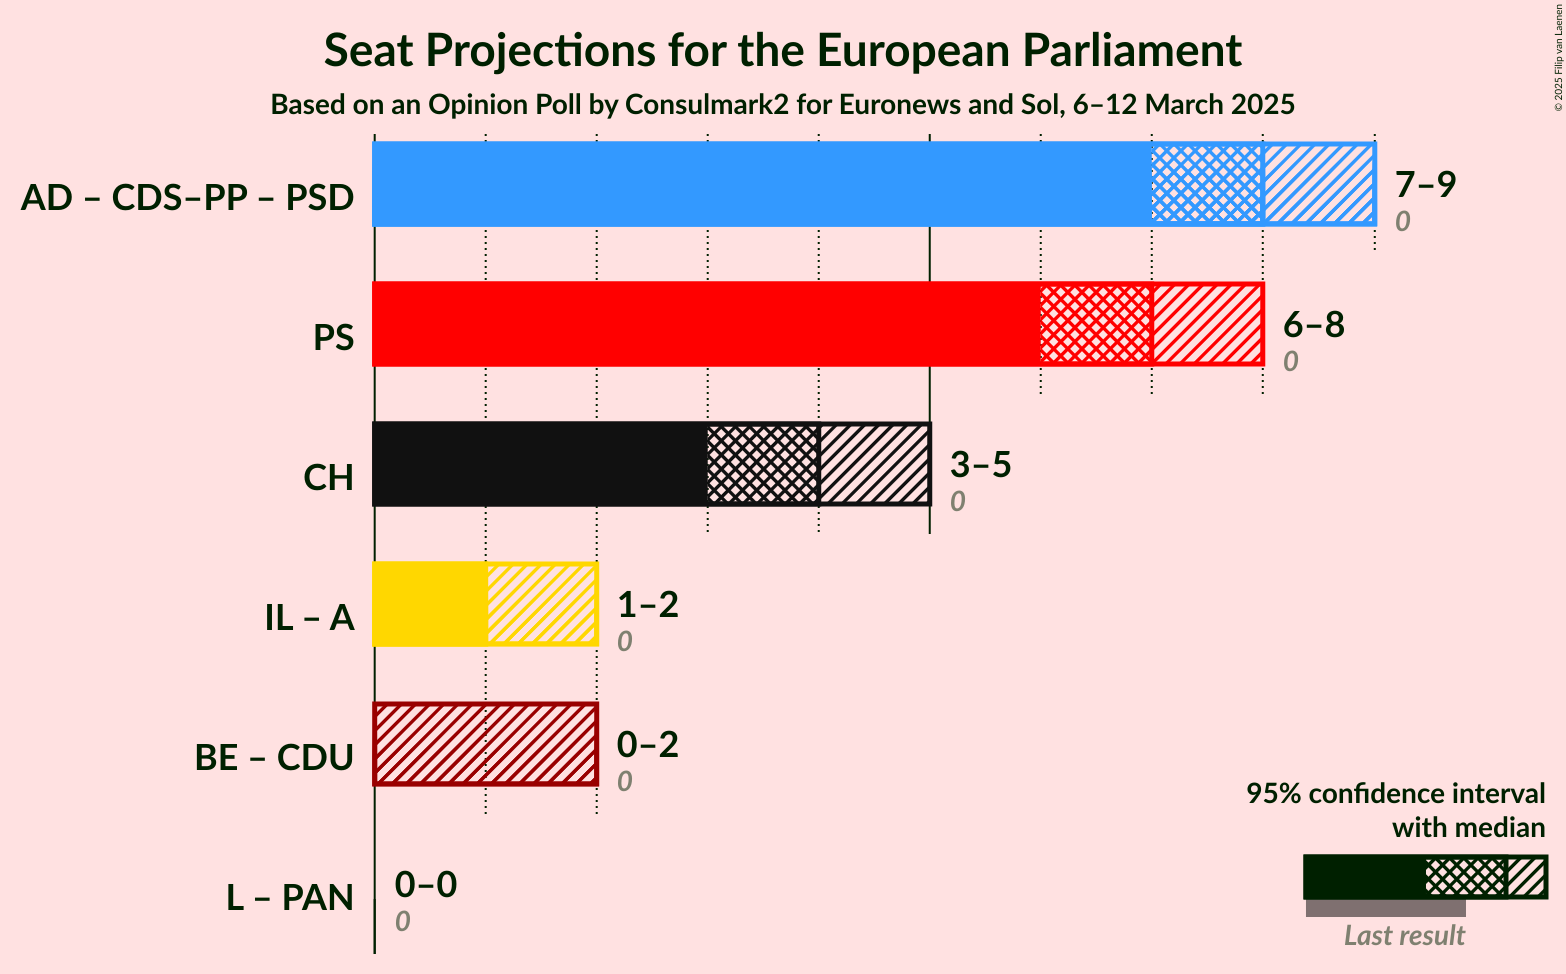 Seat Projections for the European Parliament
Based on an Opinion Poll by Consulmark2 for Euronews and Sol, 6–12 March 2025
© 2025 Filip van Laenen
AD – CDS–PP – PSD
7–9
0
PS
6–8
0
CH
3–5
0
IL – A
1–2
0
BE – CDU
0–2
0
L – PAN
0–0
0
95% confidence interval
with median
Last result